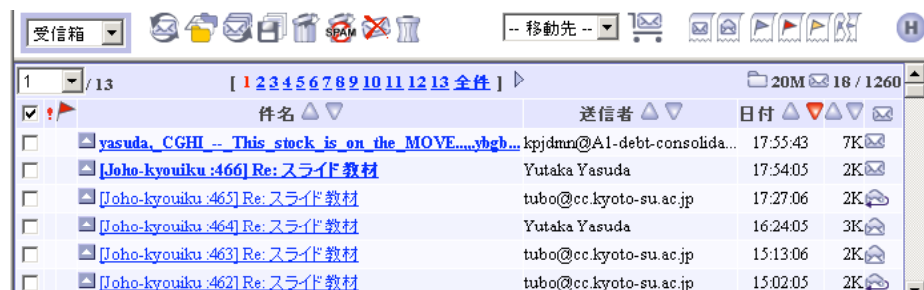 受信箱 SPAM -- 移動先 -- H
1 / 13 [ 1 2 3 4 5 6 7 8 9 10 11 12 13 全件 ] 20M 18 / 1260
! 件名 送信者 日付
yasuda,_CGHI_--_This_stock_is_on_the_MOVE.....ybgb... kpjdmn@A1-debt-consolida... 17:55:43 7K
[Joho-kyouiku :466] Re: スライド教材 Yutaka Yasuda 17:54:05 2K
[Joho-kyouiku :465] Re: スライド教材 tubo@cc.kyoto-su.ac.jp 17:27:06 2K
[Joho-kyouiku :464] Re: スライド教材 Yutaka Yasuda 16:24:05 3K
[Joho-kyouiku :463] Re: スライド教材 tubo@cc.kyoto-su.ac.jp 15:13:06 2K
[Joho-kyouiku :462] Re: スライド教材 tubo@cc.kyoto-su.ac.jp 15:02:05 2K